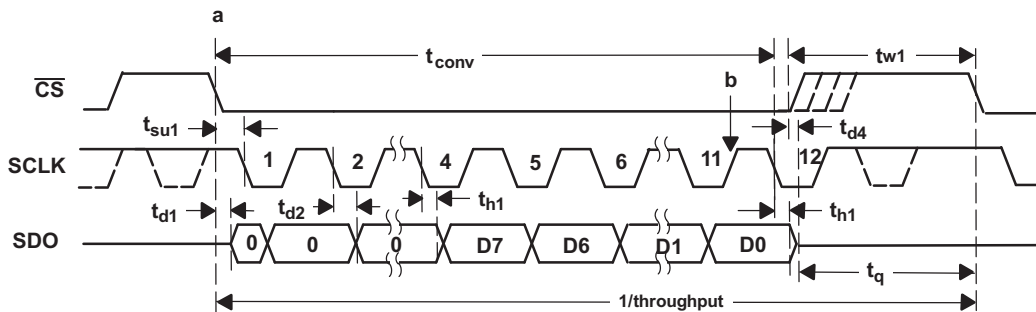 a
tconv
tw1
CS
b
tsu1
td4
SCLK
1
2
4
5
6
11
12
td1
td2
th1
th1
SDO
0
0
0
D7
D6
D1
D0
tq
1/throughput